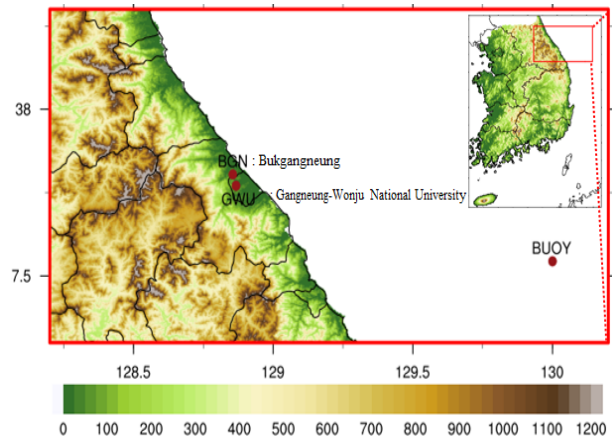 38
BGN : Bukgangneung
GWU : Gangneung-Wonju National University
BUOY
7.5
128.5 129 129.5 130
0 100 200 300 400 500 600 700 800 900 1000 1100 1200